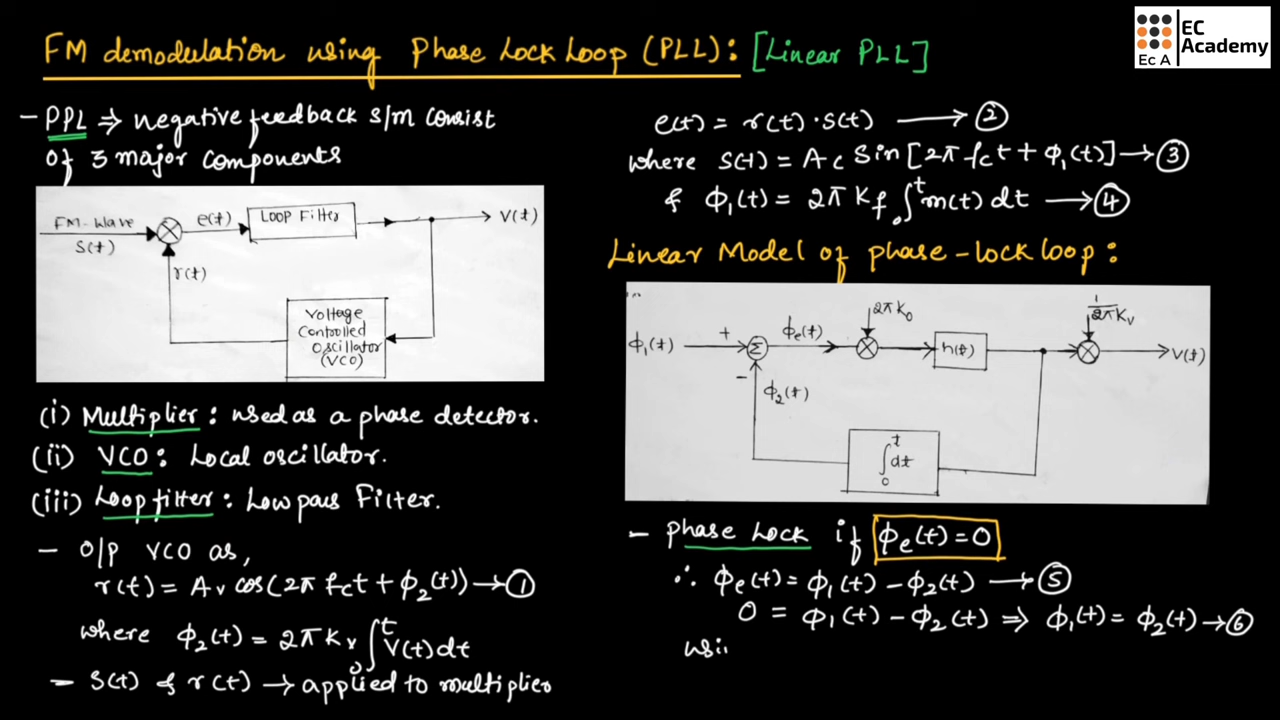 FM demodulation using Phase Lock Loop (PLL): [Linear PLL]
EC Academy
Ec A
- PPL ⇒ negative feedback s/m consist
of 3 major components
FM-wave
s(t)
e(t)
LOOP Filter
V(t)
r(t)
Voltage
Controlled
Oscillator
(VCO)
(i) Multiplier: used as a phase detector.
(ii) VCO: Local oscillator.
(iii) Loop filter: Low pass Filter.
- O/P VCO as,
r(t) = Av cos(2π fct + ϕ2(t)) → ①
where ϕ2(t) = 2π Kv ∫₀ᵗ V(t) dt
- S(t) & r(t) → applied to multiplier
e(t) = r(t) · s(t) → ②
where s(t) = Ac Sin [2π fct + ϕ1(t)] → ③
& ϕ1(t) = 2π Kf ∫₀ᵗ m(t) dt → ④
Linear Model of phase-lock loop:
ϕ1(t)
+
Σ
-
ϕe(t)
2πK0
h(t)
1/2πKv
V(t)
ϕ2(t)
∫₀ᵗ dt
- Phase Lock if ϕe(t) = 0
∴ ϕe(t) = ϕ1(t) - ϕ2(t) → ⑤
0 = ϕ1(t) - ϕ2(t) ⇒ ϕ1(t) = ϕ2(t) → ⑥